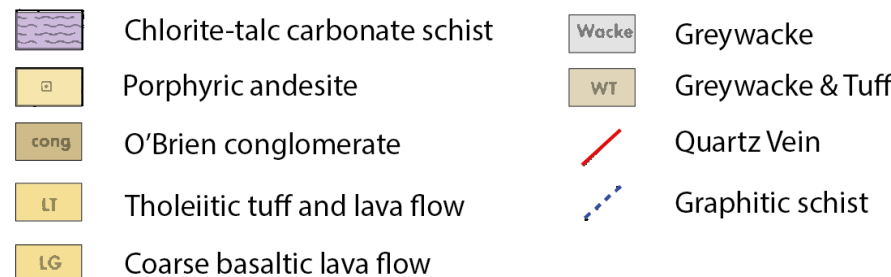 Chlorite-talc carbonate schist
Porphyric andesite
cong O'Brien conglomerate
LT Tholeiitic tuff and lava flow
LG Coarse basaltic lava flow
Wacke Greywacke
WT Greywacke & Tuff
Quartz Vein
Graphitic schist